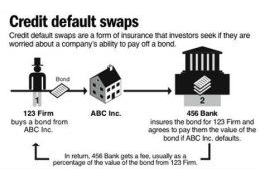 Credit default swaps
Credit default swaps are a form of insurance that investors seek if they are
worried about a company's ability to pay off a bond.
Bond
1
2
123 Firm
buys a bond from
ABC Inc.
ABC Inc.
456 Bank
insures the bond for 123 Firm and
agrees to pay them the value of the
bond if ABC Inc. defaults.
In return, 456 Bank gets a fee, usually as a
percentage of the value of the bond from 123 Firm.